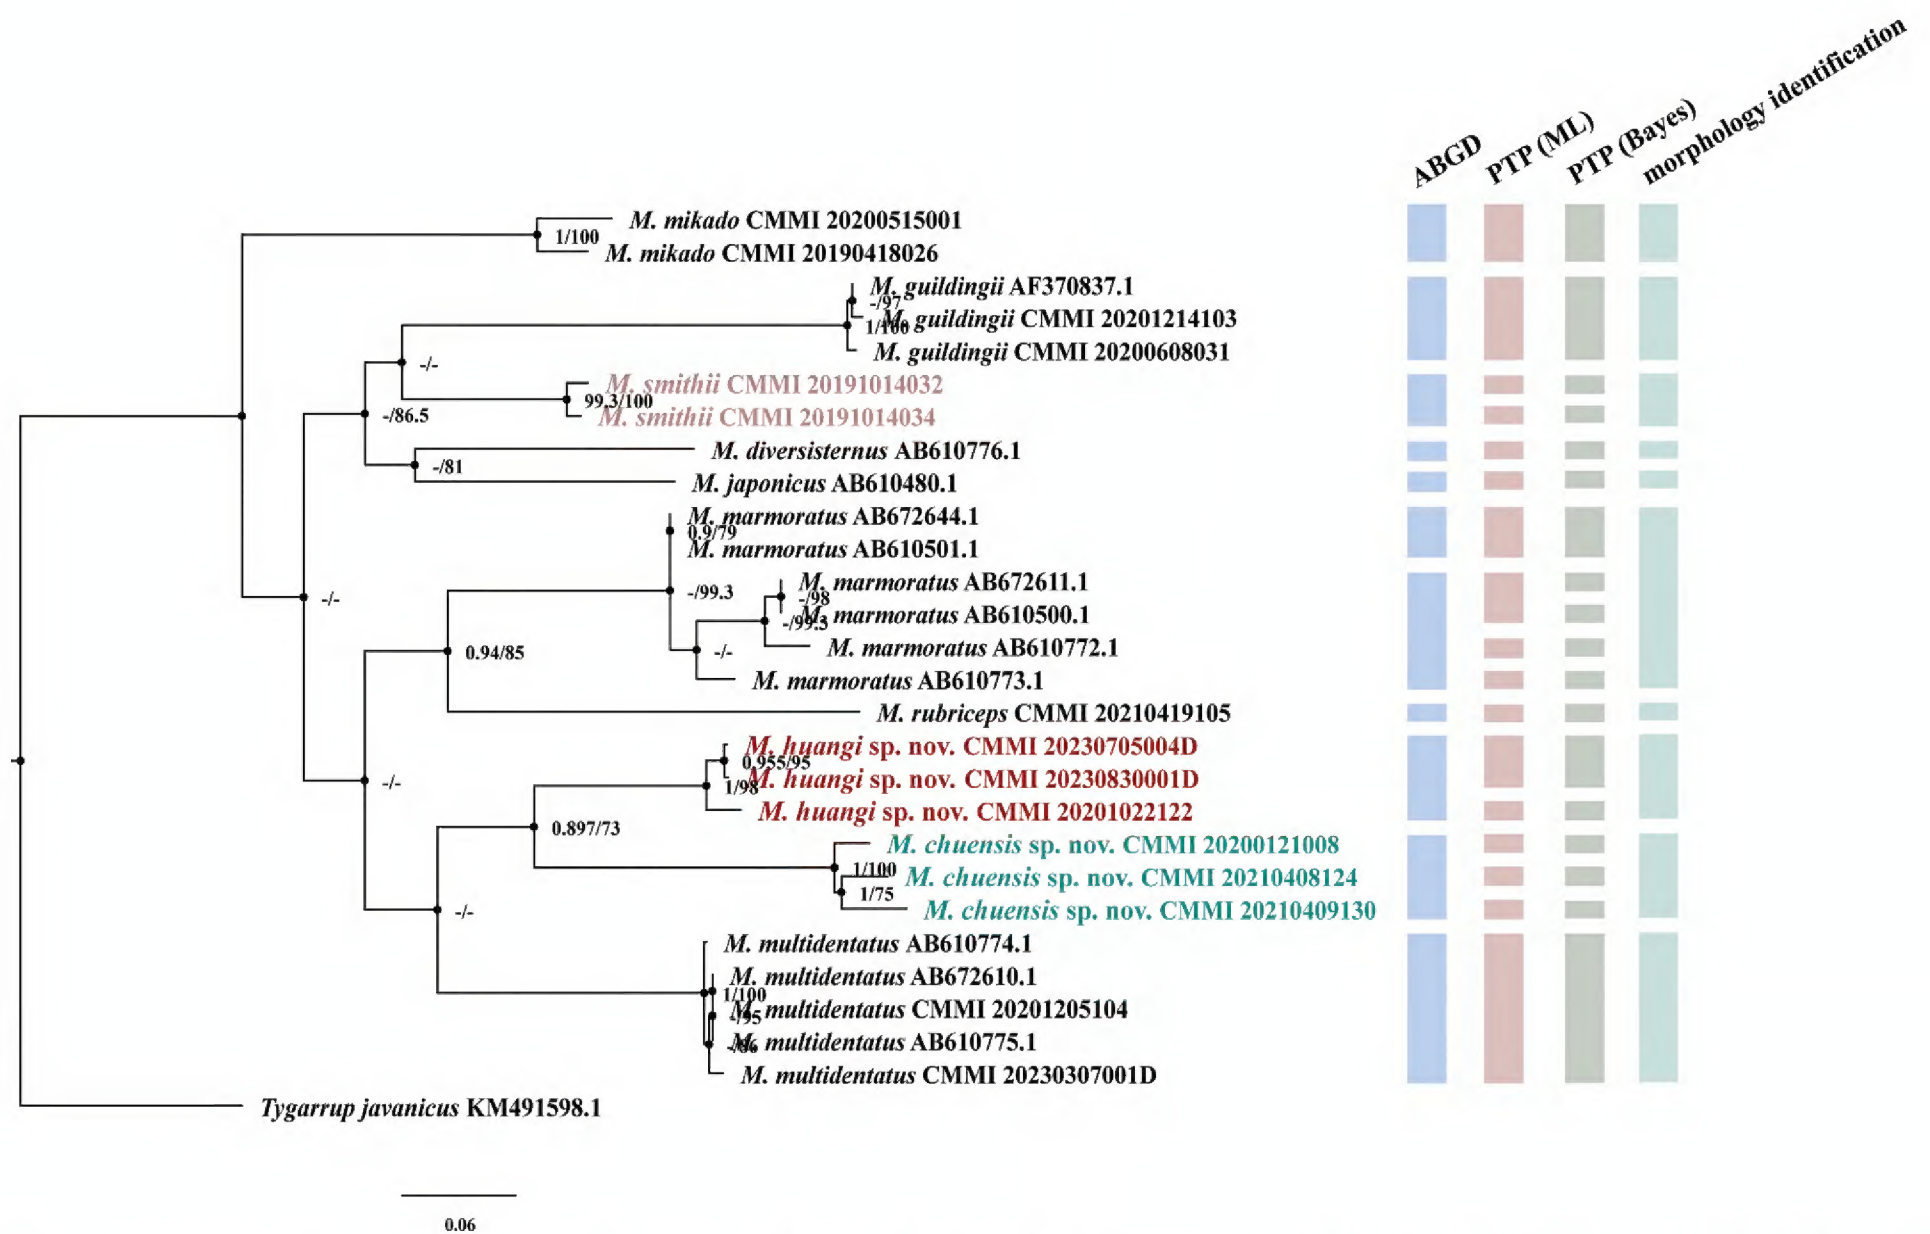 ABGD
PTP (ML)
PTP (Bayes)
morphology identification
M. mikado CMMI 20200515001
1/100
M. mikado CMMI 20190418026
M. guildingii AF370837.1
-/97
M. guildingii CMMI 20201214103
1/100
M. guildingii CMMI 20200608031
-/-
M. smithii CMMI 20191014032
99.3/100
M. smithii CMMI 20191014034
-/86.5
M. diversisternus AB610776.1
-/81
M. japonicus AB610480.1
M. marmoratus AB672644.1
0.9/79
M. marmoratus AB610501.1
M. marmoratus AB672611.1
-/98
-/99.3
M. marmoratus AB610500.1
-/99.3
-/-
M. marmoratus AB610772.1
-/-
0.94/85
M. marmoratus AB610773.1
M. rubriceps CMMI 20210419105
M. huangi sp. nov. CMMI 20230705004D
0.955/95
M. huangi sp. nov. CMMI 20230830001D
-/-
1/98
M. huangi sp. nov. CMMI 20201022122
0.897/73
M. chuensis sp. nov. CMMI 20200121008
1/100
M. chuensis sp. nov. CMMI 20210408124
1/75
M. chuensis sp. nov. CMMI 20210409130
-/-
M. multidentatus AB610774.1
M. multidentatus AB672610.1
1/100
M. multidentatus CMMI 20201205104
-/95
M. multidentatus AB610775.1
-/86
M. multidentatus CMMI 20230307001D
Tygarrup javanicus KM491598.1
0.06